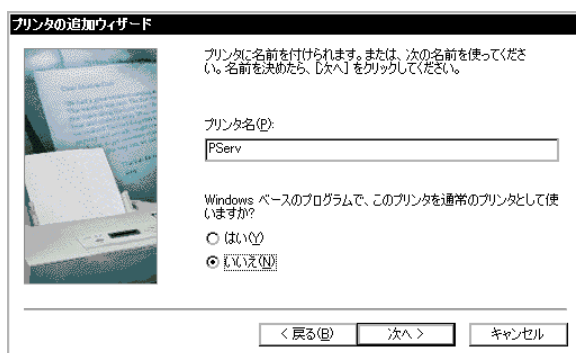 プリンタの追加ウィザード
プリンタに名前を付けられます。または、次の名前を使ってくださ
い。名前を決めたら、[次へ] をクリックしてください。
プリンタ名(P):
PServ
Windows ベースのプログラムで、このプリンタを通常のプリンタとして使
いますか?
はい(Y)
いいえ(N)
< 戻る(B)
次へ >
キャンセル